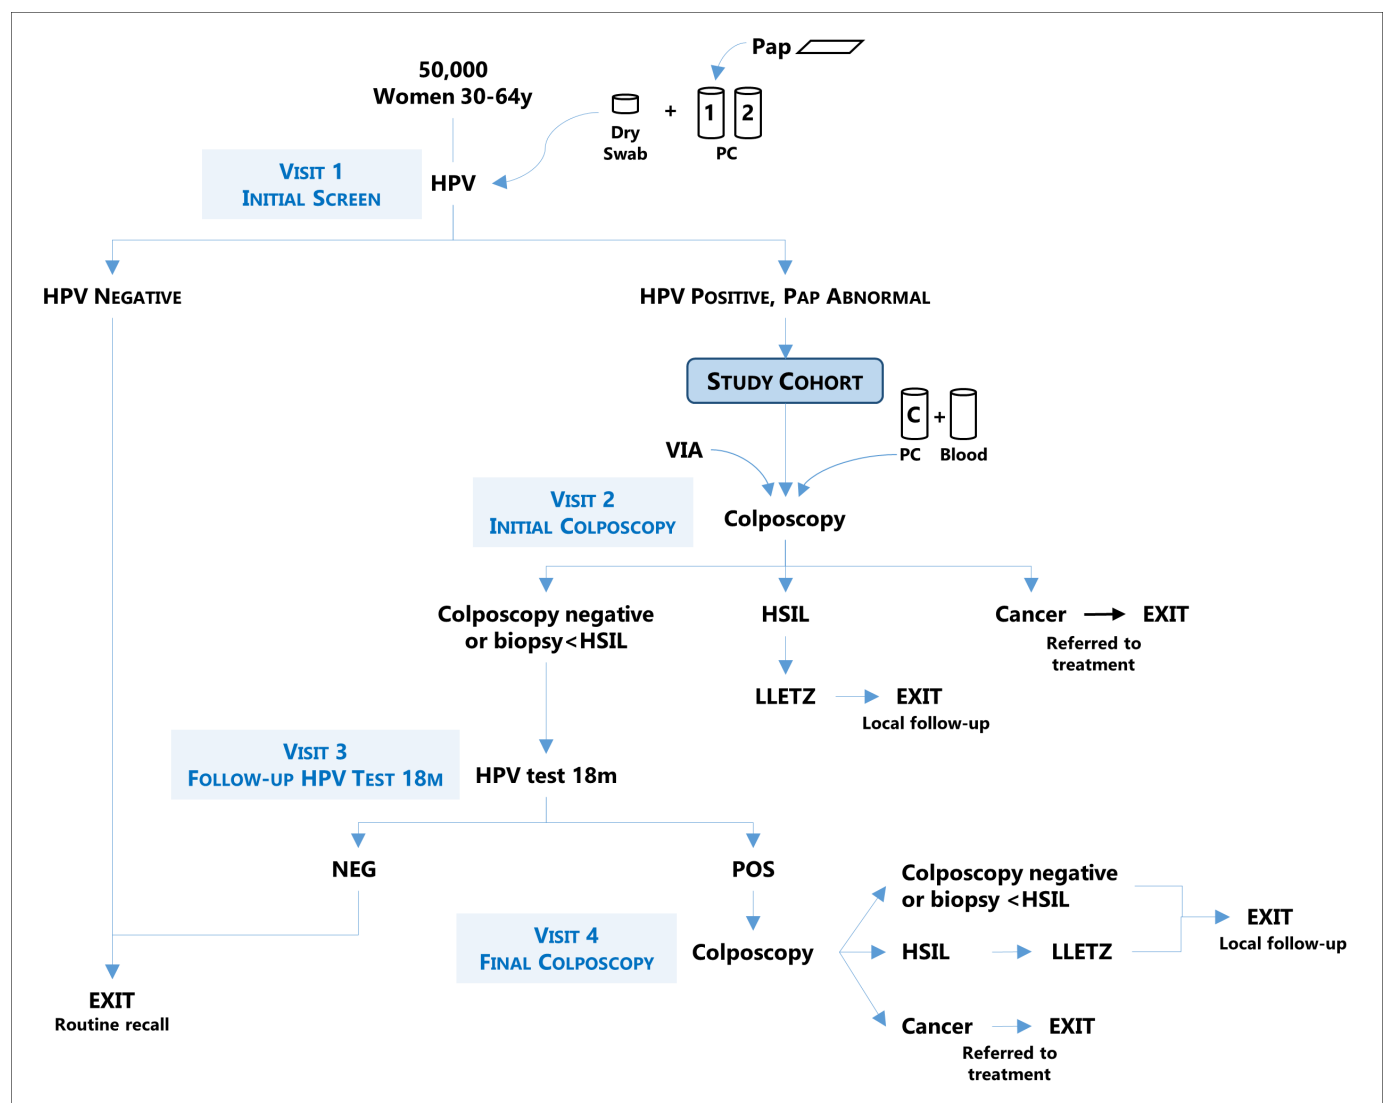 Pap
50,000
Women 30-64y
1 2
+
Dry
Swab
PC
VISIT 1
INITIAL SCREEN
HPV
HPV NEGATIVE
HPV POSITIVE, PAP ABNORMAL
STUDY COHORT
C +
PC Blood
VIA
VISIT 2
INITIAL COLPOSCOPY
Colposcopy
Colposcopy negative
or biopsy<HSIL
HSIL
Cancer
EXIT
Referred to
treatment
LLETZ
EXIT
Local follow-up
VISIT 3
FOLLOW-UP HPV TEST 18M
HPV test 18m
NEG
POS
VISIT 4
FINAL COLPOSCOPY
Colposcopy
Colposcopy negative
or biopsy <HSIL
HSIL
LLETZ
EXIT
Local follow-up
Cancer
EXIT
Referred to
treatment
EXIT
Routine recall